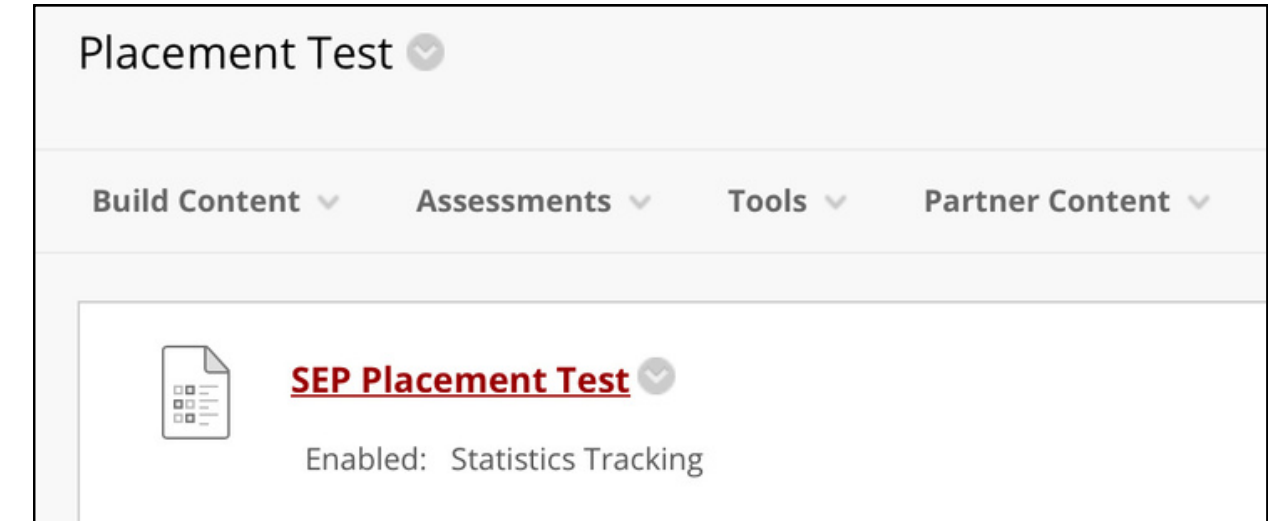 Placement Test
Build Content Assessments Tools Partner Content
SEP Placement Test
Enabled: Statistics Tracking